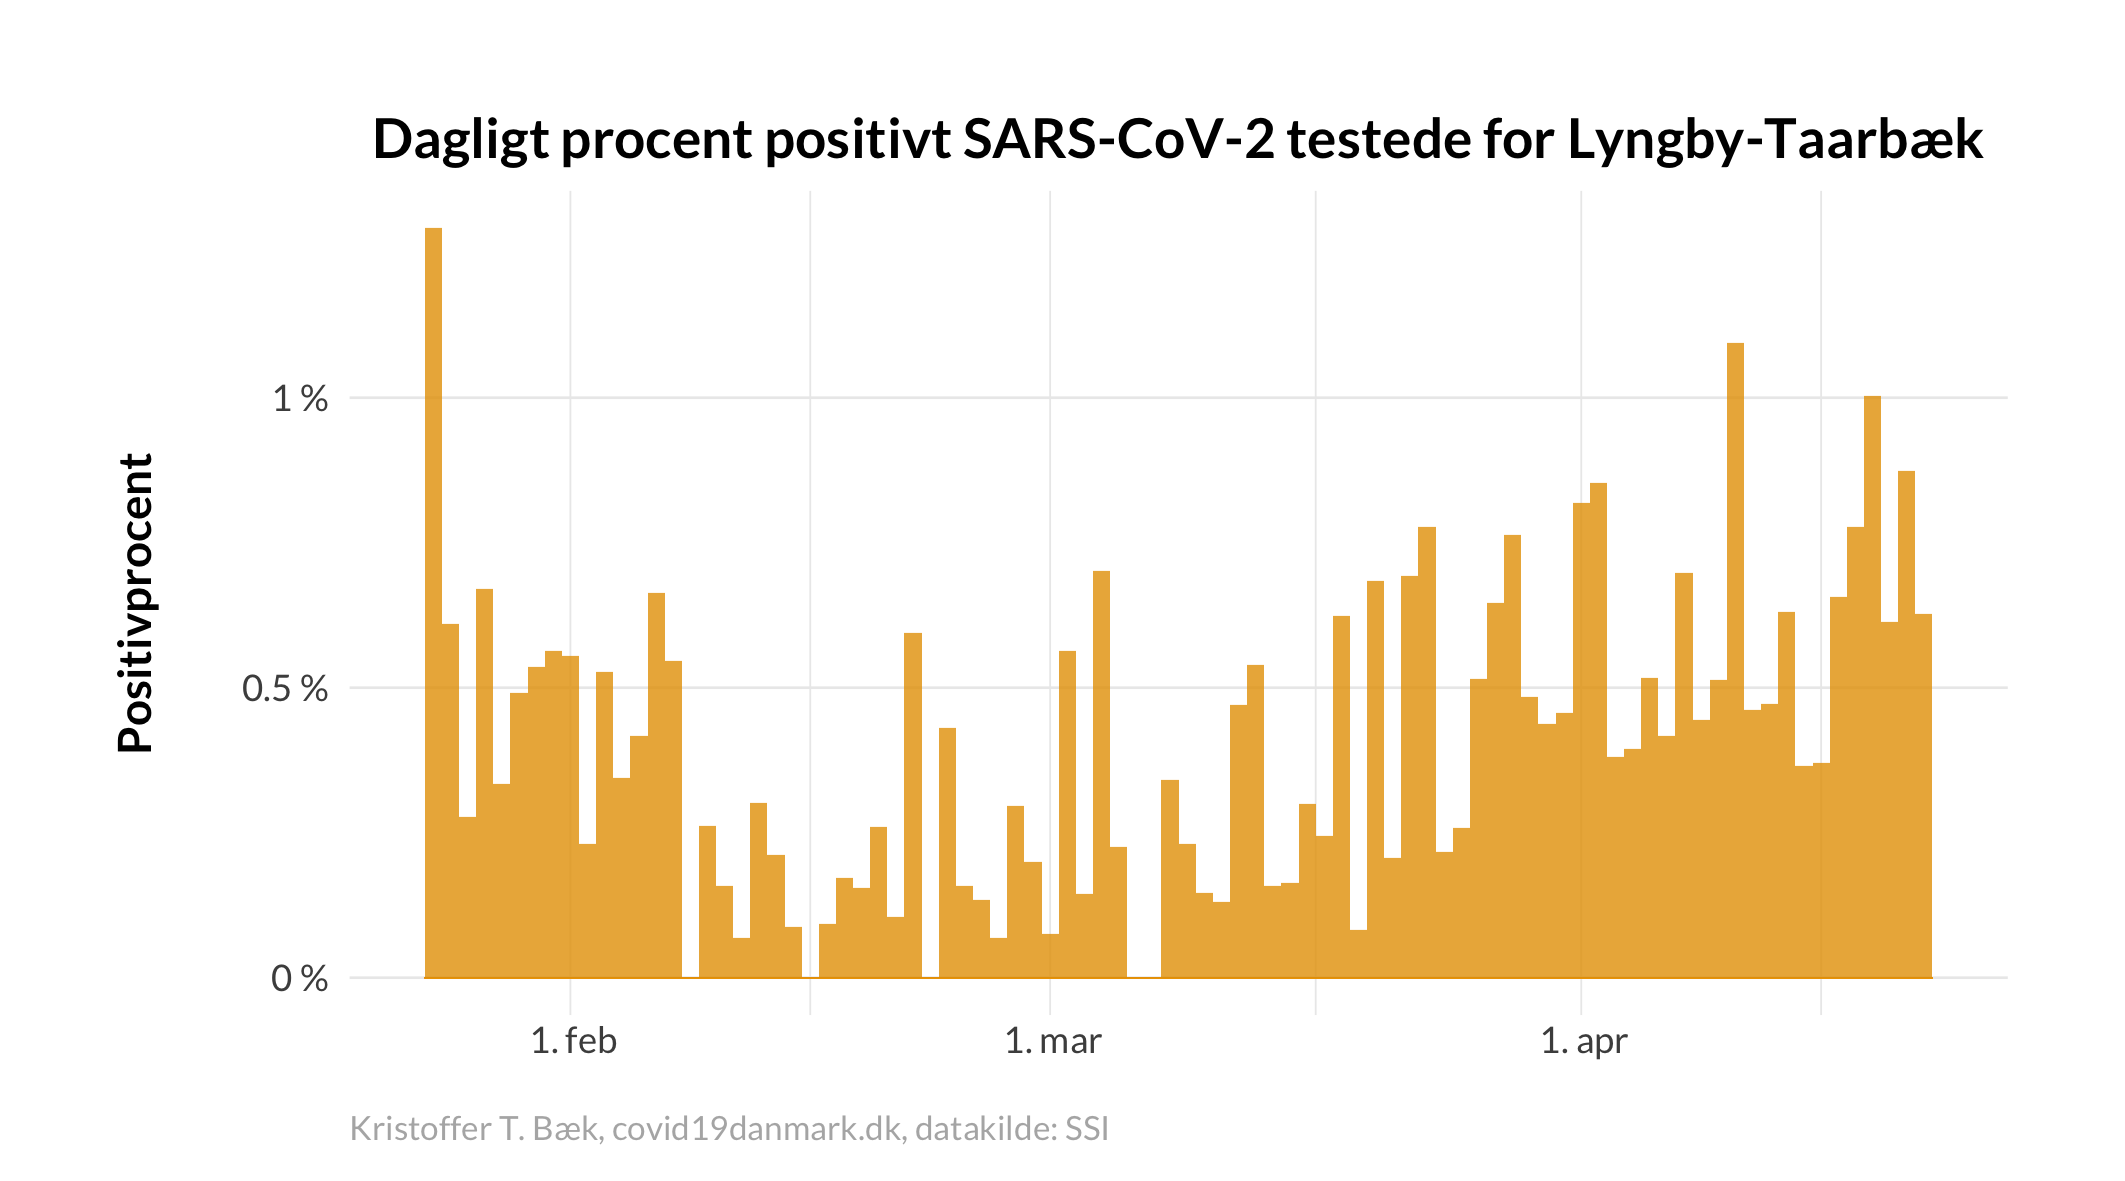 Dagligt procent positivt SARS-CoV-2 testede for Lyngby-Taarbæk
Positivprocent
1 %
0.5 %
0 %
1. feb
1. mar
1. apr
Kristoffer T. Bæk, covid19danmark.dk, datakilde: SSI